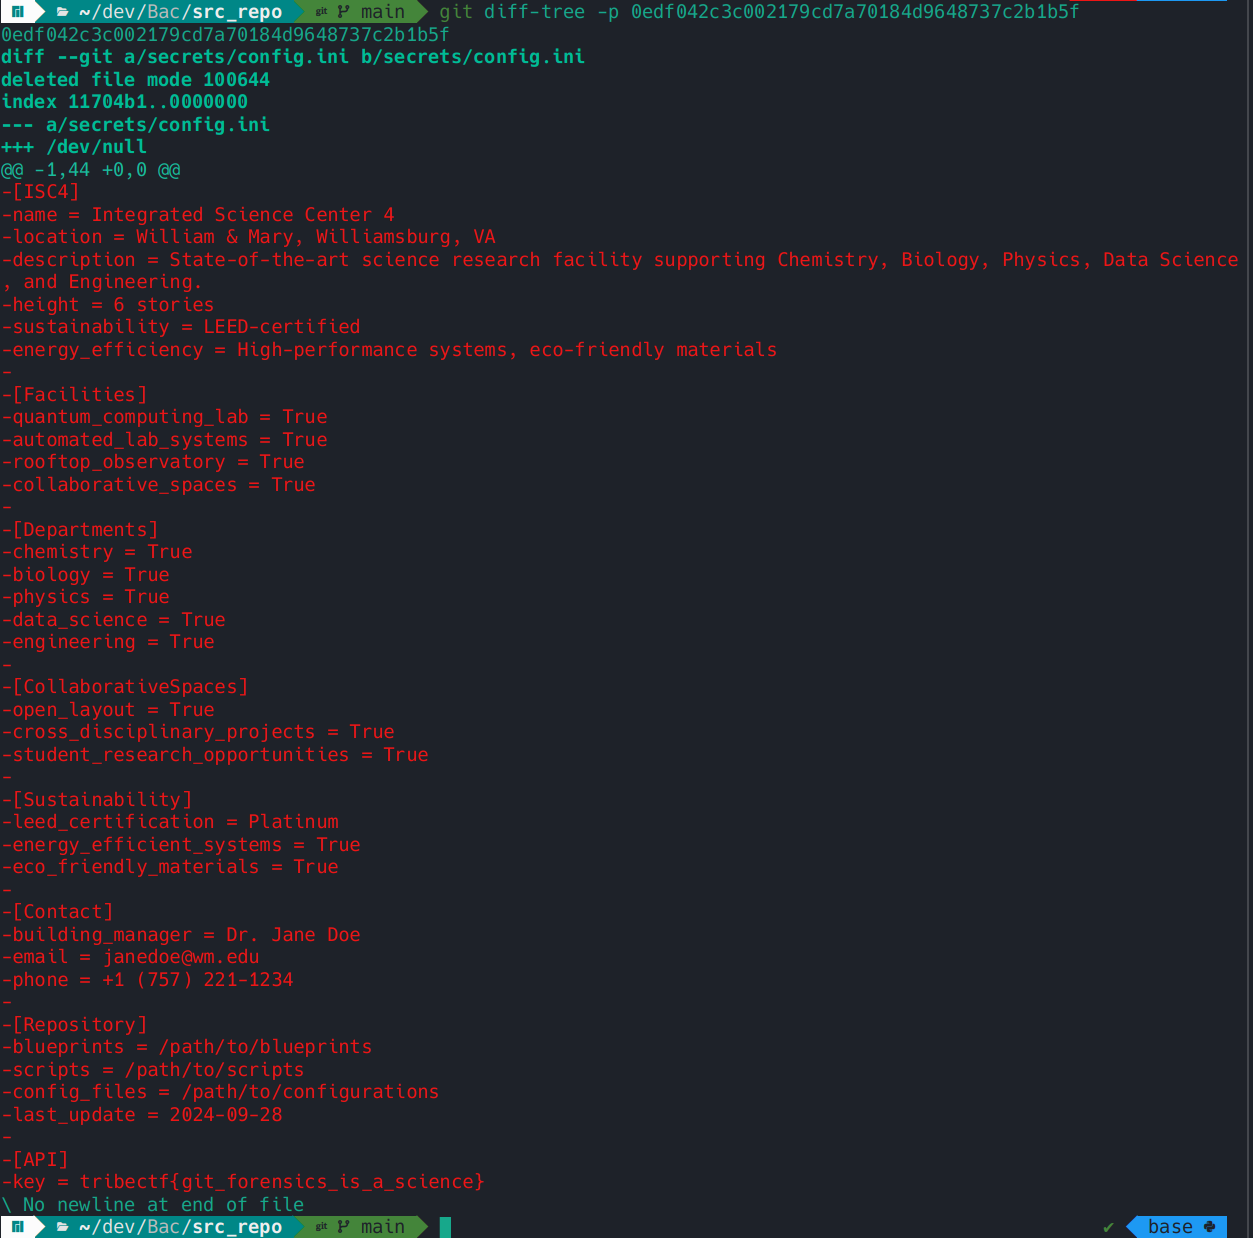 ~/dev/Bac/src_repo git main git diff-tree -p 0edf042c3c002179cd7a70184d9648737c2b1b5f
0edf042c3c002179cd7a70184d9648737c2b1b5f
diff --git a/secrets/config.ini b/secrets/config.ini
deleted file mode 100644
index 11704b1..0000000
--- a/secrets/config.ini
+++ /dev/null
@@ -1,44 +0,0 @@
-[ISC4]
-name = Integrated Science Center 4
-location = William & Mary, Williamsburg, VA
-description = State-of-the-art science research facility supporting Chemistry, Biology, Physics, Data Science
, and Engineering.
-height = 6 stories
-sustainability = LEED-certified
-energy_efficiency = High-performance systems, eco-friendly materials
-
-[Facilities]
-quantum_computing_lab = True
-automated_lab_systems = True
-rooftop_observatory = True
-collaborative_spaces = True
-
-[Departments]
-chemistry = True
-biology = True
-physics = True
-data_science = True
-engineering = True
-
-[CollaborativeSpaces]
-open_layout = True
-cross_disciplinary_projects = True
-student_research_opportunities = True
-
-[Sustainability]
-leed_certification = Platinum
-energy_efficient_systems = True
-eco_friendly_materials = True
-
-[Contact]
-building_manager = Dr. Jane Doe
-email = janedoe@wm.edu
-phone = +1 (757) 221-1234
-
-[Repository]
-blueprints = /path/to/blueprints
-scripts = /path/to/scripts
-config_files = /path/to/configurations
-last_update = 2024-09-28
-
-[API]
-key = tribectf{git_forensics_is_a_science}
\ No newline at end of file
~/dev/Bac/src_repo git main ✔ base